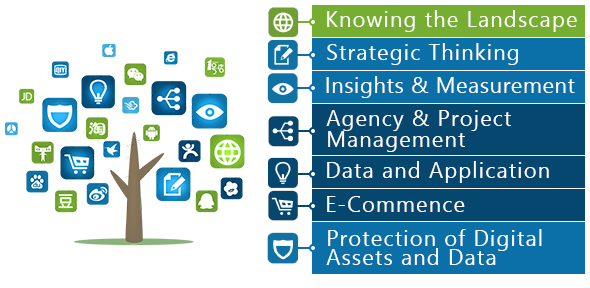 Knowing the Landscape
Strategic Thinking
Insights & Measurement
Agency & Project
Management
Data and Application
E-Commence
Protection of Digital
Assets and Data
JD
淘
豆